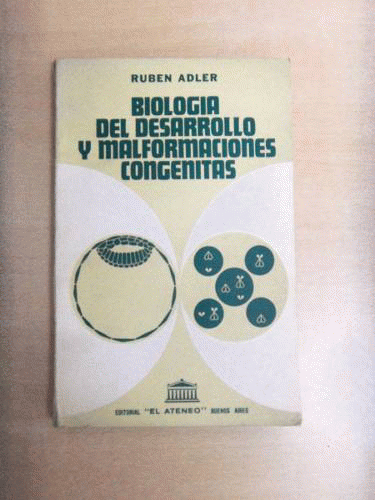 RUBEN ADLER
BIOLOGIA
DEL DESARROLLO
Y MALFORMACIONES
CONGENITAS
EDITORIAL "EL ATENEO" BUENOS AIRES